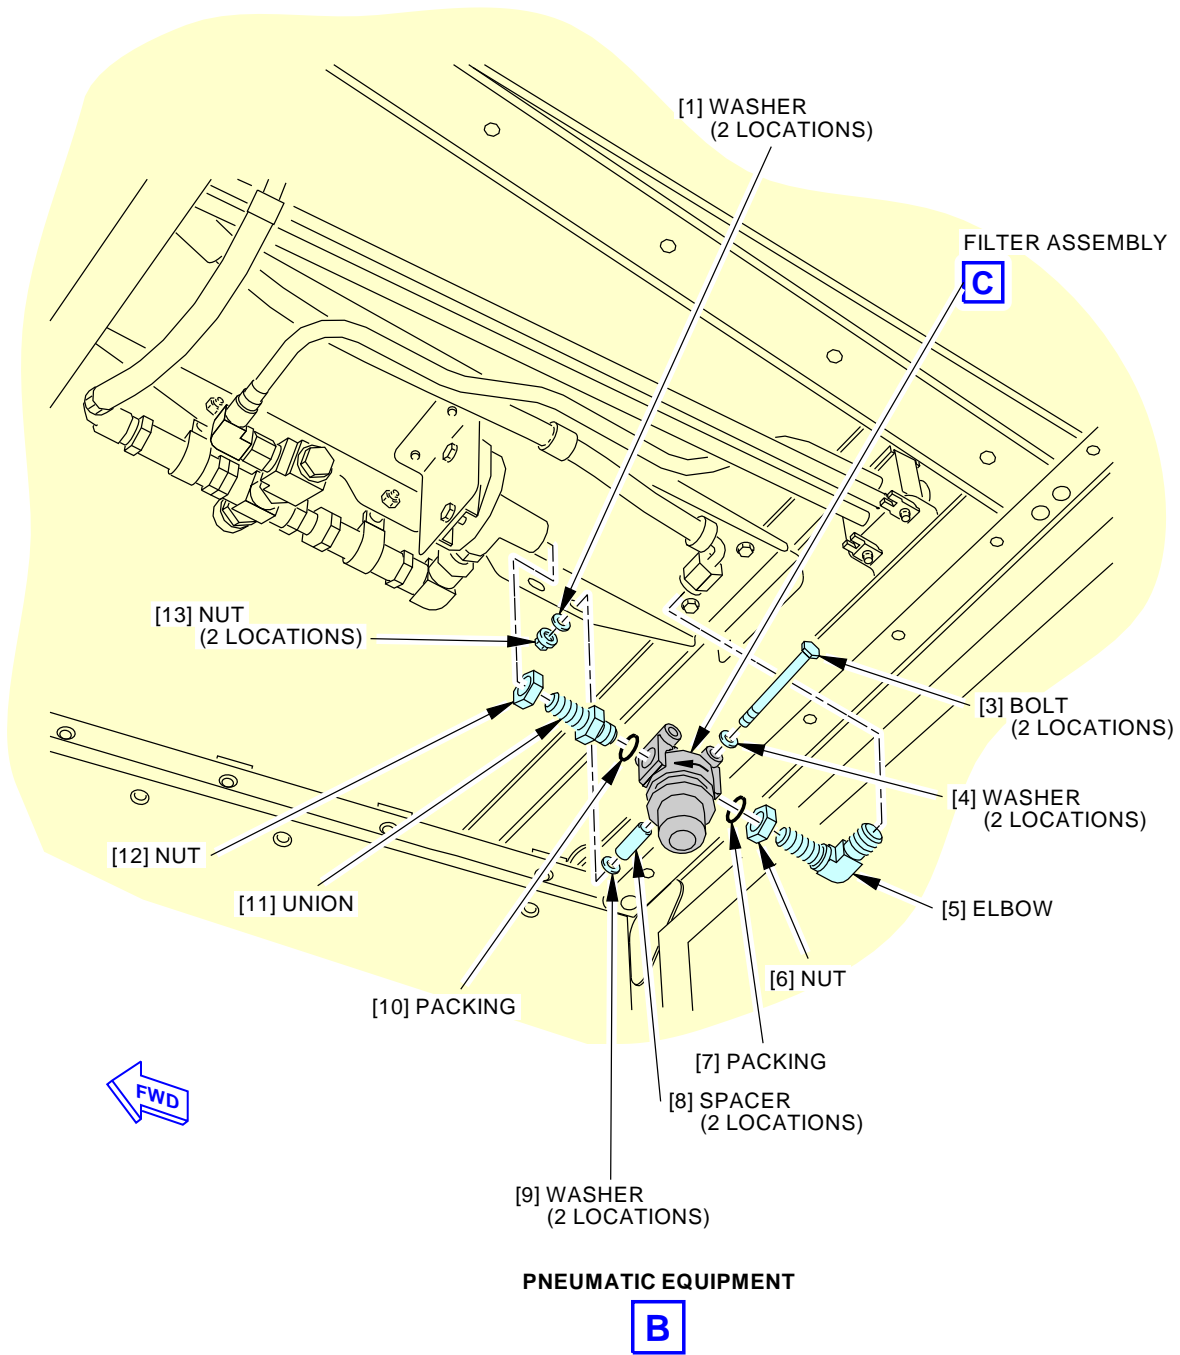 [1] WASHER
(2 LOCATIONS)
FILTER ASSEMBLY
C
[13] NUT
(2 LOCATIONS)
[3] BOLT
(2 LOCATIONS)
[4] WASHER
(2 LOCATIONS)
[12] NUT
[11] UNION
[5] ELBOW
[6] NUT
[10] PACKING
[7] PACKING
FWD
[8] SPACER
(2 LOCATIONS)
[9] WASHER
(2 LOCATIONS)
PNEUMATIC EQUIPMENT
B